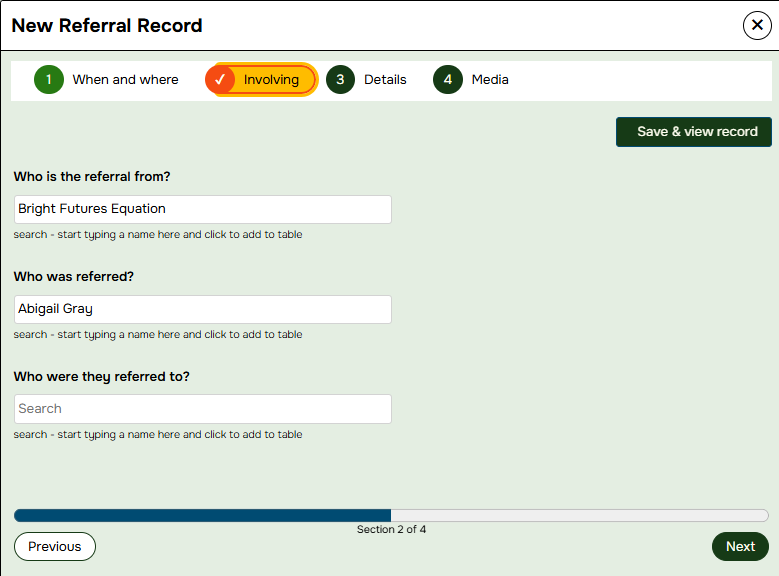 New Referral Record
1 When and where
✓ Involving
3 Details
4 Media
Save & view record
Who is the referral from?
Bright Futures Equation
search - start typing a name here and click to add to table
Who was referred?
Abigail Gray
search - start typing a name here and click to add to table
Who were they referred to?
Search
search - start typing a name here and click to add to table
Section 2 of 4
Previous
Next